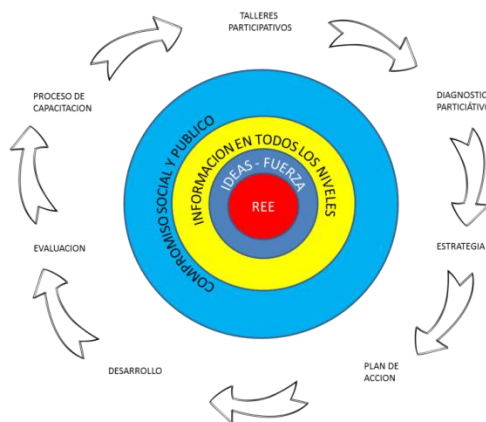 TALLERES
PARTICIPATIVOS
PROCESO DE
CAPACITACION
DIAGNOSTICO
PARTICIÁTIVO
COMPROMISO SOCIAL Y PUBLICO
INFORMACION EN TODOS LOS NIVELES
IDEAS - FUERZA
REE
EVALUACION
ESTRATEGIA
DESARROLLO
PLAN DE
ACCION